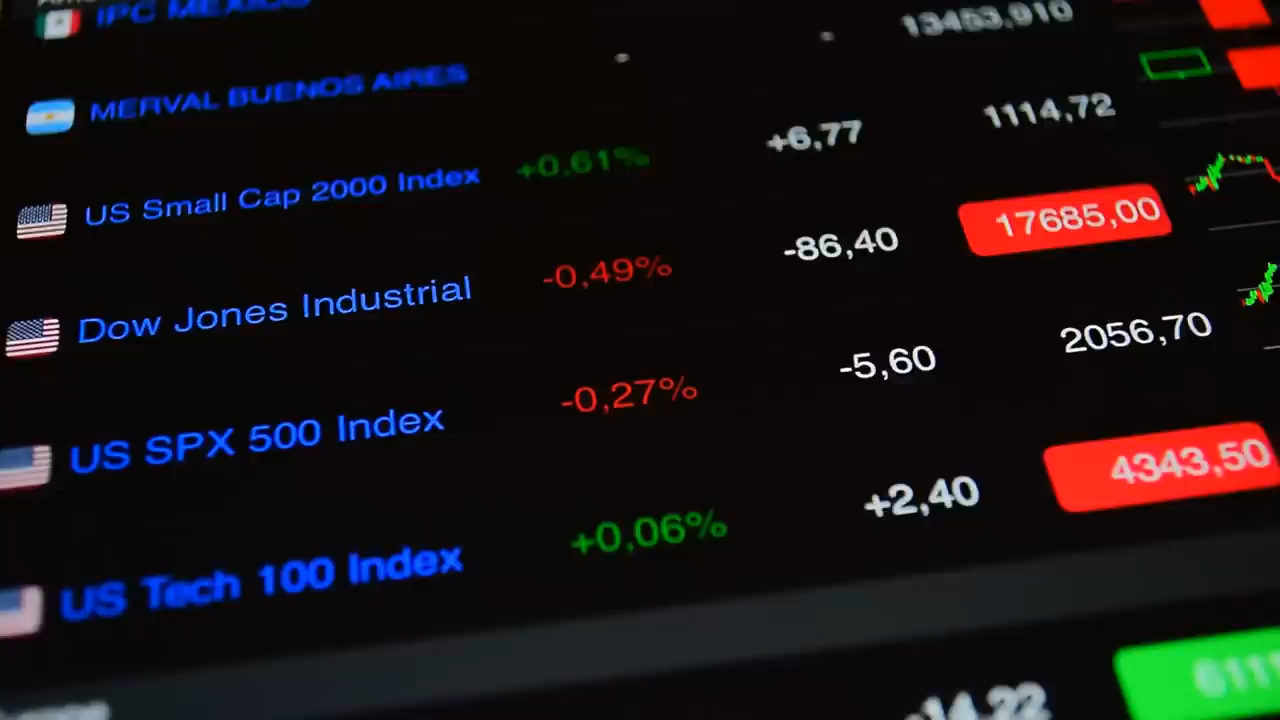 IPC MEXICO
MERVAL BUENOS AIRES - - 13453,910
US Small Cap 2000 Index +0,61% +6,77 1114,72
Dow Jones Industrial -0,49% -86,40 17685,00
US SPX 500 Index -0,27% -5,60 2056,70
US Tech 100 Index +0,06% +2,40 4343,50
14,22